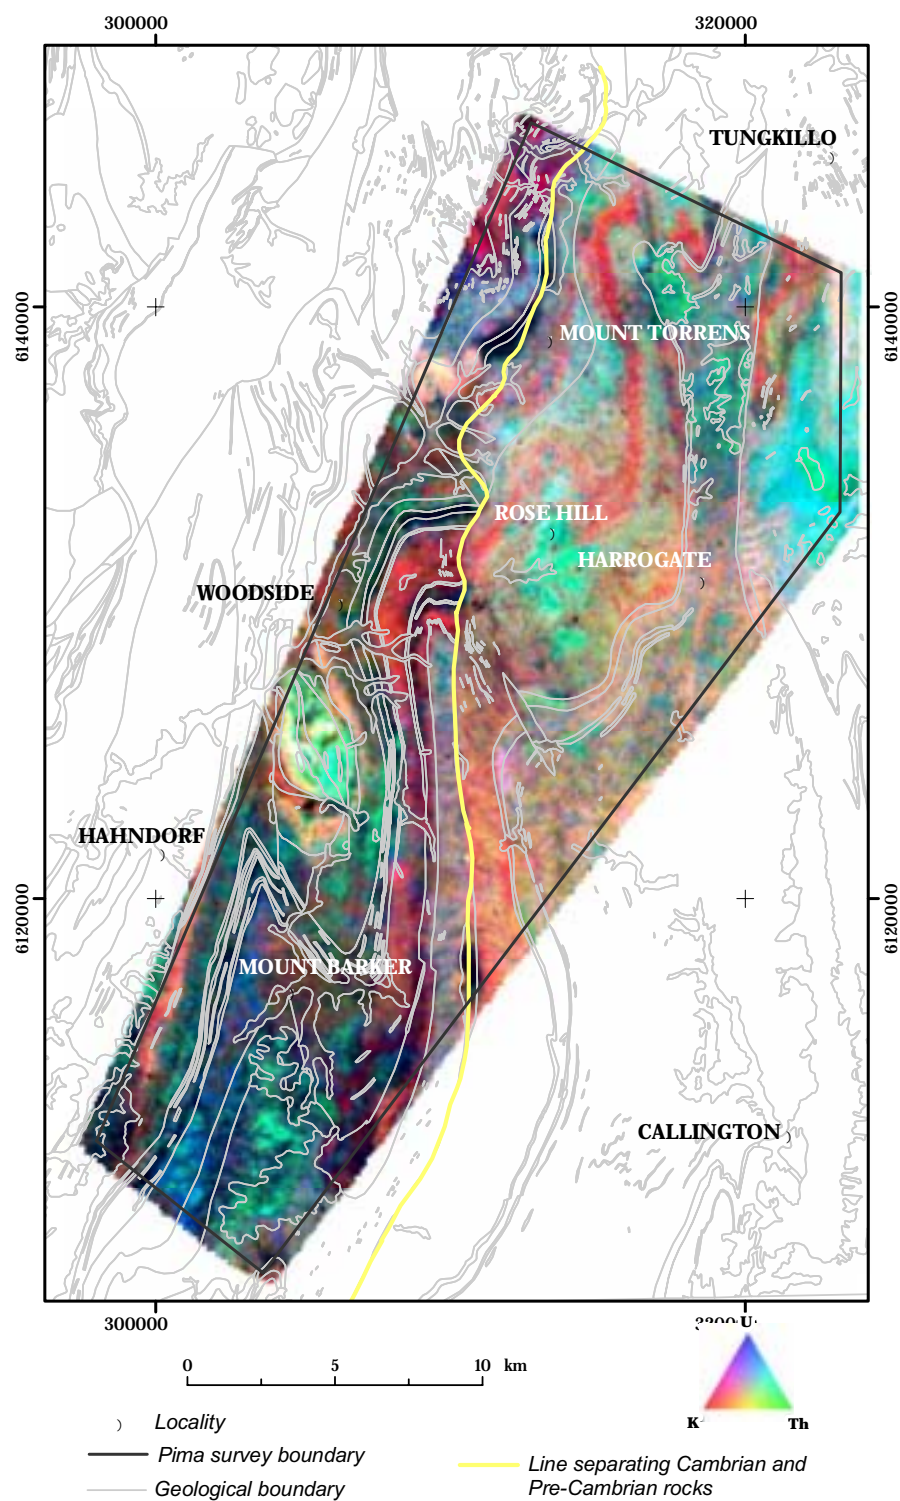 300000 320000
TUNGKILLO
6140000 6140000
MOUNT TORRENS
ROSE HILL
HARROGATE
WOODSIDE
HAHNDORF
6120000 6120000
MOUNT BARKER
CALLINGTON
300000
U
0 5 10 km
K Th
Locality
Pima survey boundary
Geological boundary
Line separating Cambrian and
Pre-Cambrian rocks